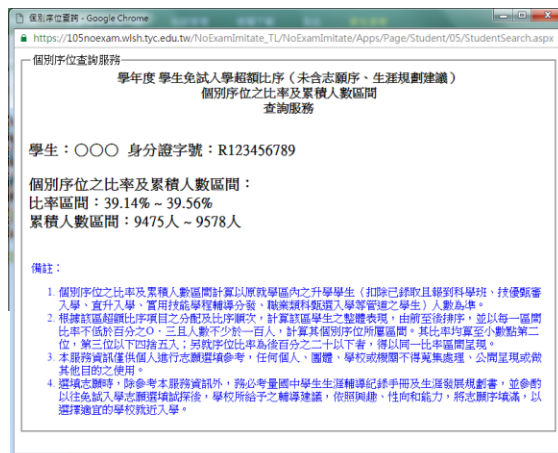 個別序位查詢 - Google Chrome
https://105noexam.wlsh.tyc.edu.tw/NoExamImitate_TL/NoExamImitate/Apps/Page/Student/05/StudentSearch.aspx
個別序位查詢服務
學年度 學生免試入學超額比序（未含志願序、生涯規劃建議）
個別序位之比率及累積人數區間
查詢服務
學生：○○○ 身分證字號：R123456789
個別序位之比率及累積人數區間：
比率區間：39.14% ~ 39.56%
累積人數區間：9475人 ~ 9578人
備註：
1. 個別序位之比率及累積人數區間計算以原就學區內之升學學生（扣除已錄取且報到科學班、技優甄審
入學、直升入學、實用技能學程輔導分發、職業類科甄選入學等管道之學生）人數為準。
2. 根據該區超額比序項目之分配及比序順次，計算該區學生之整體表現，由前至後排序，並以每一區間
比率不低於百分之０．三且人數不少於一百人，計算其個別序位所屬區間。其比率均算至小數點第二
位，第三位以下四捨五入；另就序位比率為後百分之二十以下者，得以同一比率區間呈現。
3. 本服務資訊僅供個人進行志願選填參考，任何個人、團體、學校或機關不得蒐集處理、公開呈現或做
其他目的之使用。
4. 選填志願時，除參考本服務資訊外，務必考量國中學生生涯輔導紀錄手冊及生涯發展規劃書，並參酌
以往免試入學志願選填試探後，學校所給予之輔導建議，依照興趣、性向和能力，將志願序填滿，以
選擇適宜的學校就近入學。